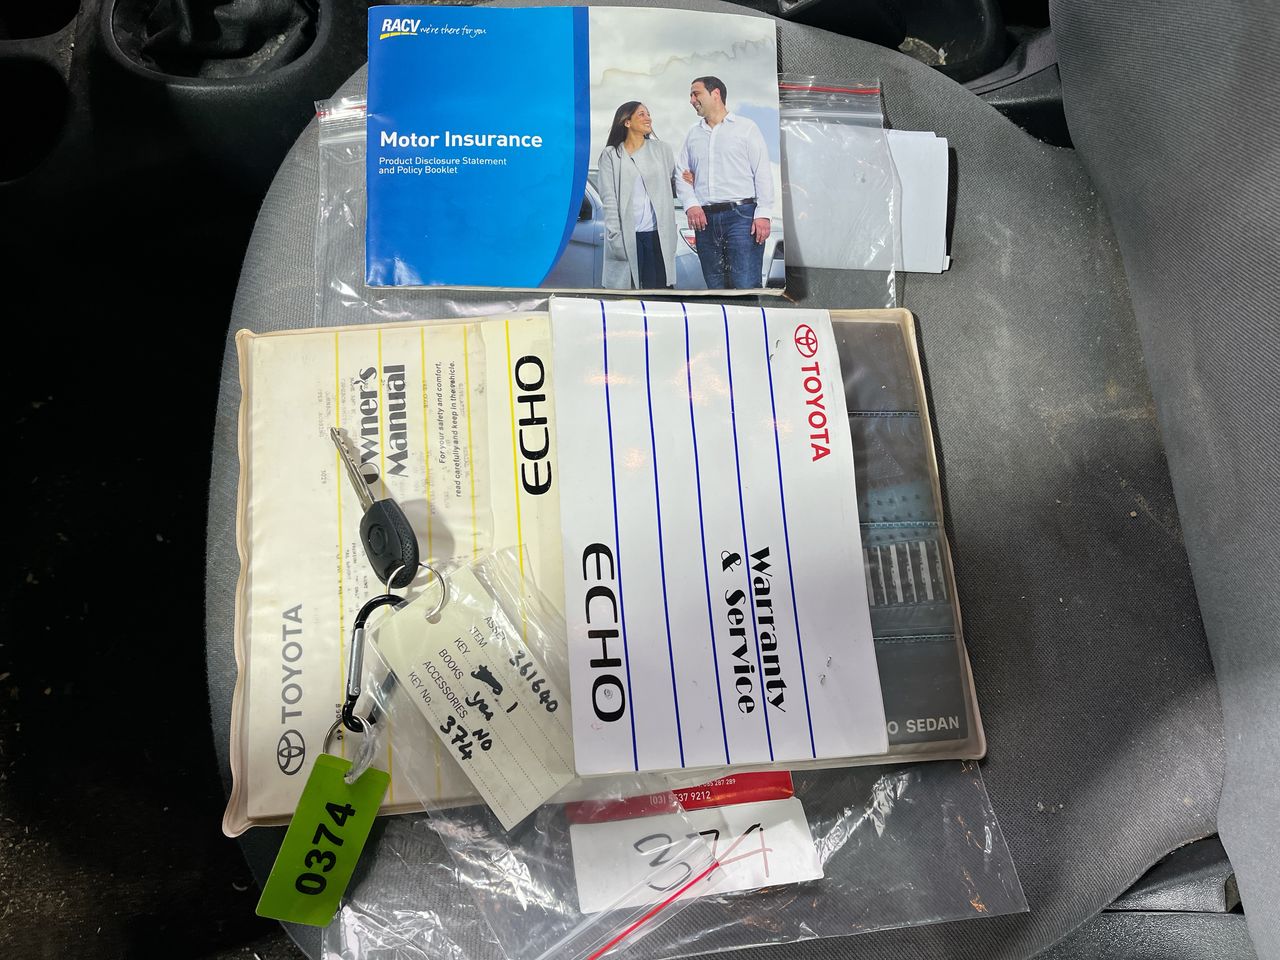 RACV we're there for you
Motor Insurance
Product Disclosure Statement
and Policy Booklet
Owner's
Manual
For your safety and comfort,
read carefully and keep in the vehicle.
ECHO
TOYOTA
TOYOTA
Warranty
& Service
ECHO
SEDAN
ITEM
KEY 1
BOOKS yes
ACCESSORIES NO
KEY No. 374
361640
0374
(03) 5537 9212
374